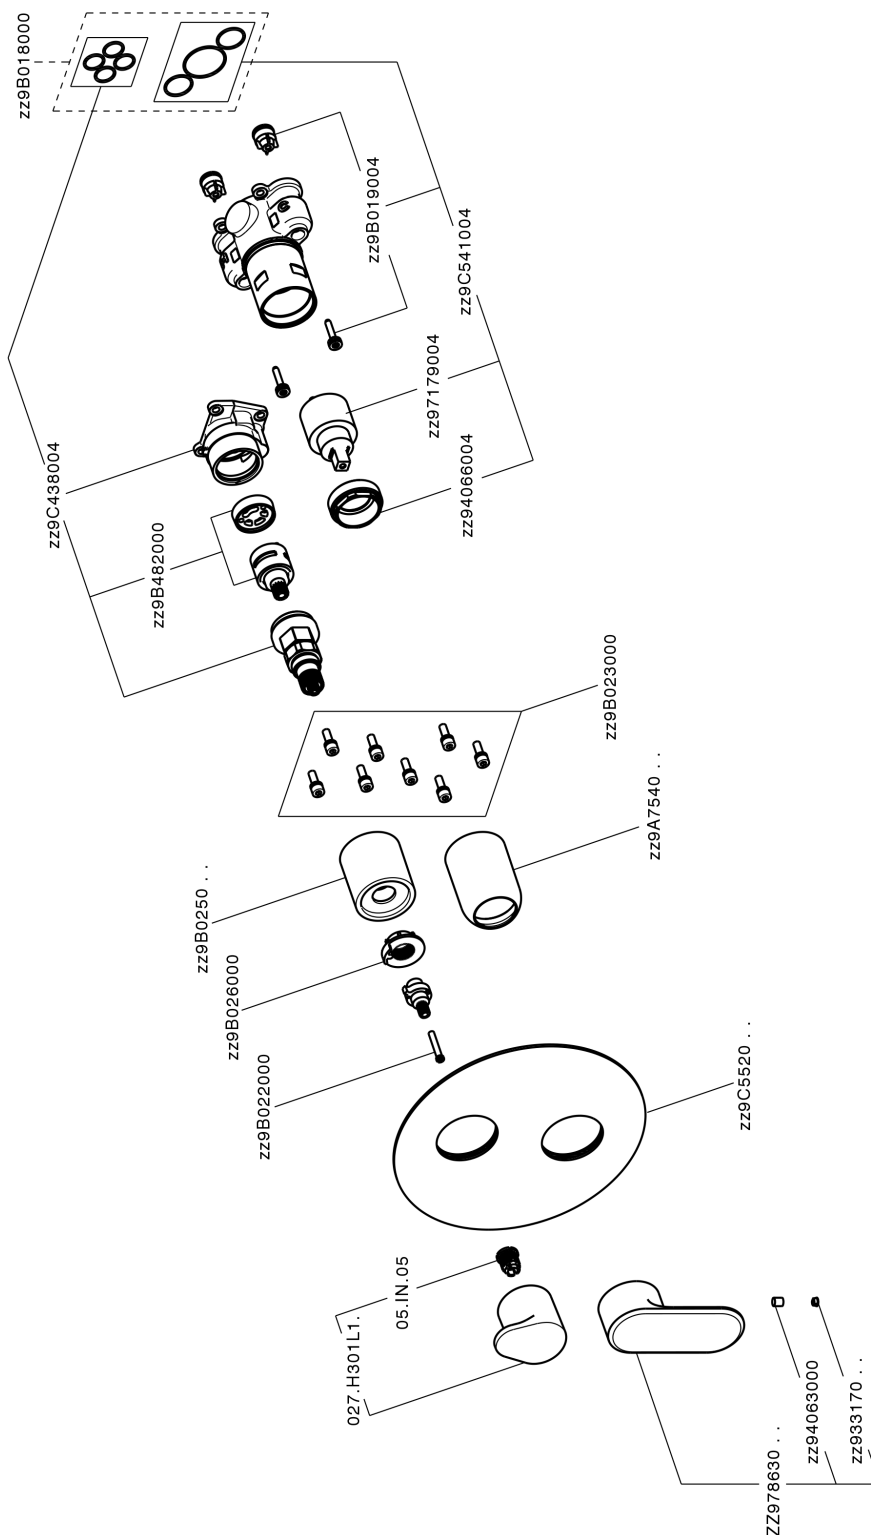 zz9B018000
zz9B019004
zz9C541004
zz97179004
zz94066004
zz9C438004
zz9B482000
zz9B023000
zz9A7540 . .
zz9B0250 . .
zz9B026000
zz9B022000
zz9C5520 . .
05.IN.05
027.H301L1.
zz94063000
zz933170 . .
ZZ978630 . .